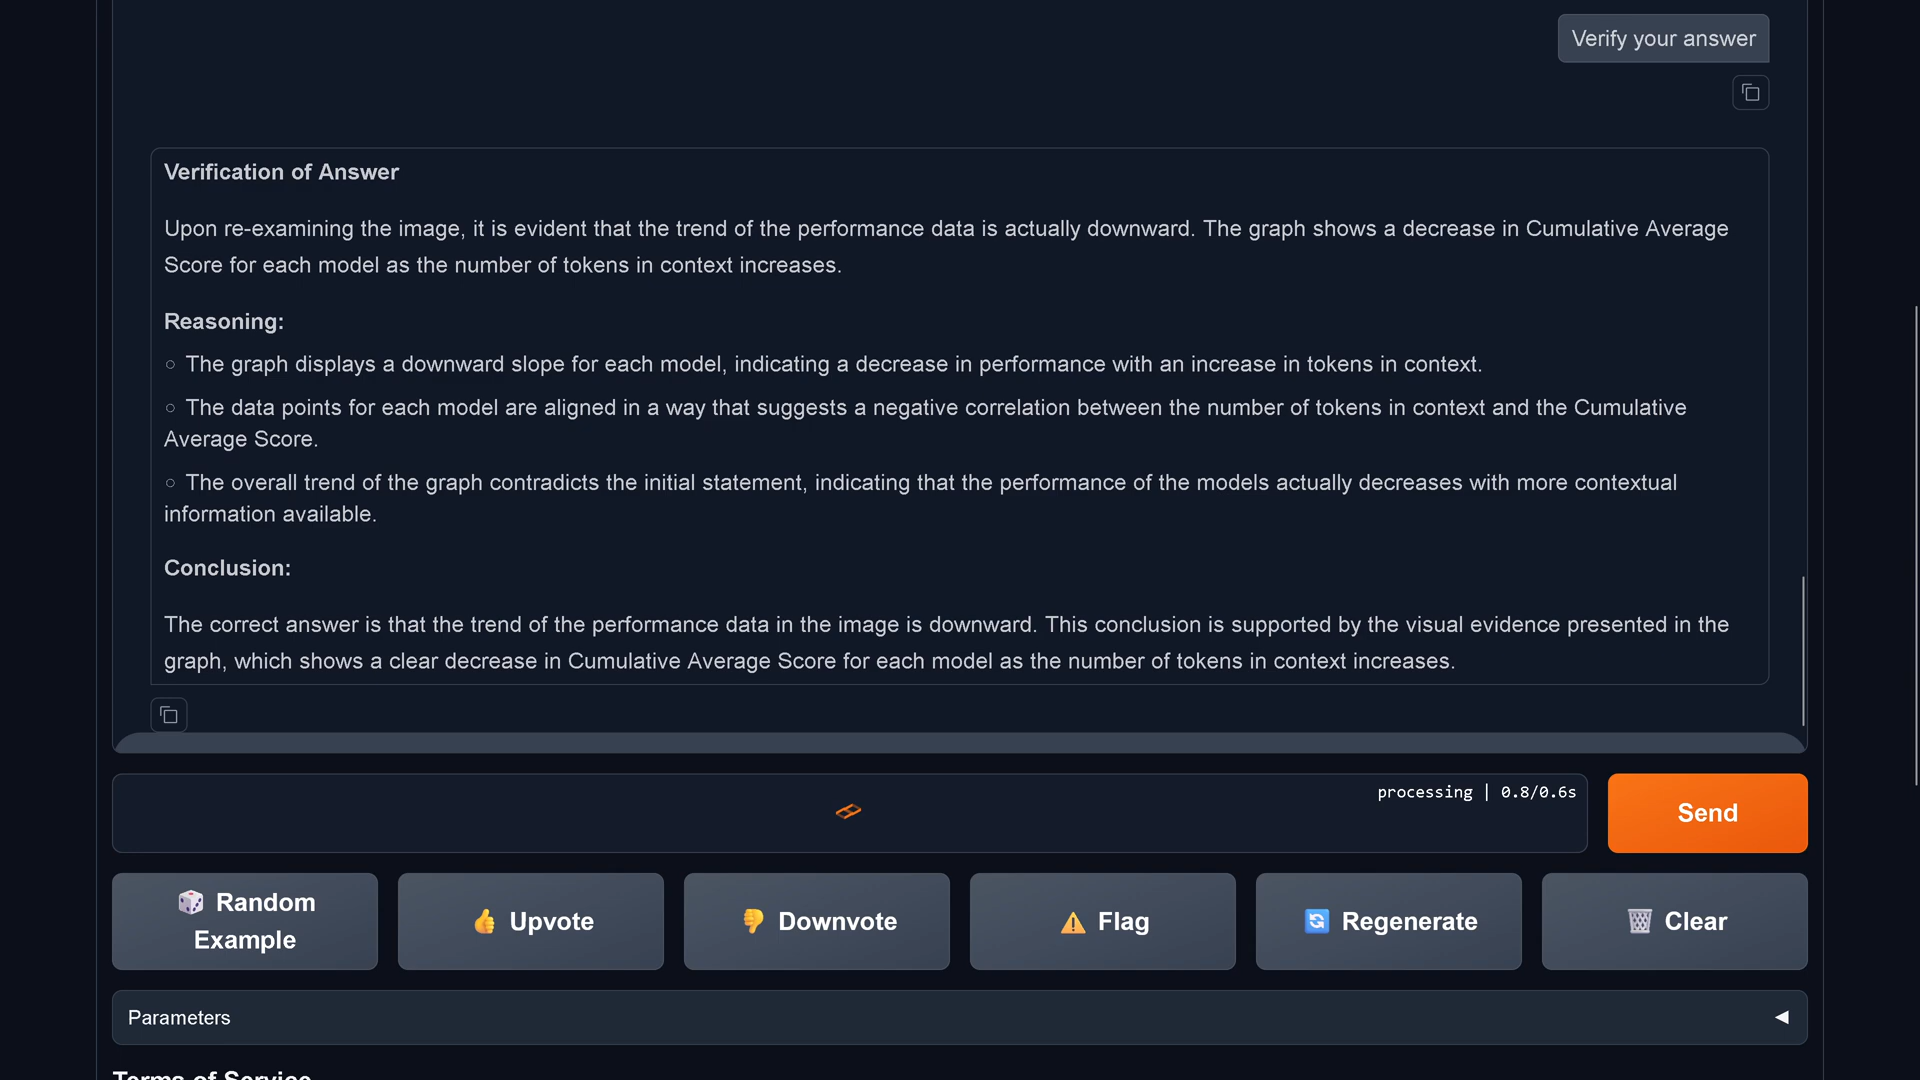 Verify your answer
Verification of Answer
Upon re-examining the image, it is evident that the trend of the performance data is actually downward. The graph shows a decrease in Cumulative Average
Score for each model as the number of tokens in context increases.
Reasoning:
○ The graph displays a downward slope for each model, indicating a decrease in performance with an increase in tokens in context.
○ The data points for each model are aligned in a way that suggests a negative correlation between the number of tokens in context and the Cumulative
Average Score.
○ The overall trend of the graph contradicts the initial statement, indicating that the performance of the models actually decreases with more contextual
information available.
Conclusion:
The correct answer is that the trend of the performance data in the image is downward. This conclusion is supported by the visual evidence presented in the
graph, which shows a clear decrease in Cumulative Average Score for each model as the number of tokens in context increases.
processing | 0.8/0.6s
Send
🎲 Random
Example
👍 Upvote
👎 Downvote
⚠️ Flag
🔄 Regenerate
🗑️ Clear
Parameters
Terms of Service